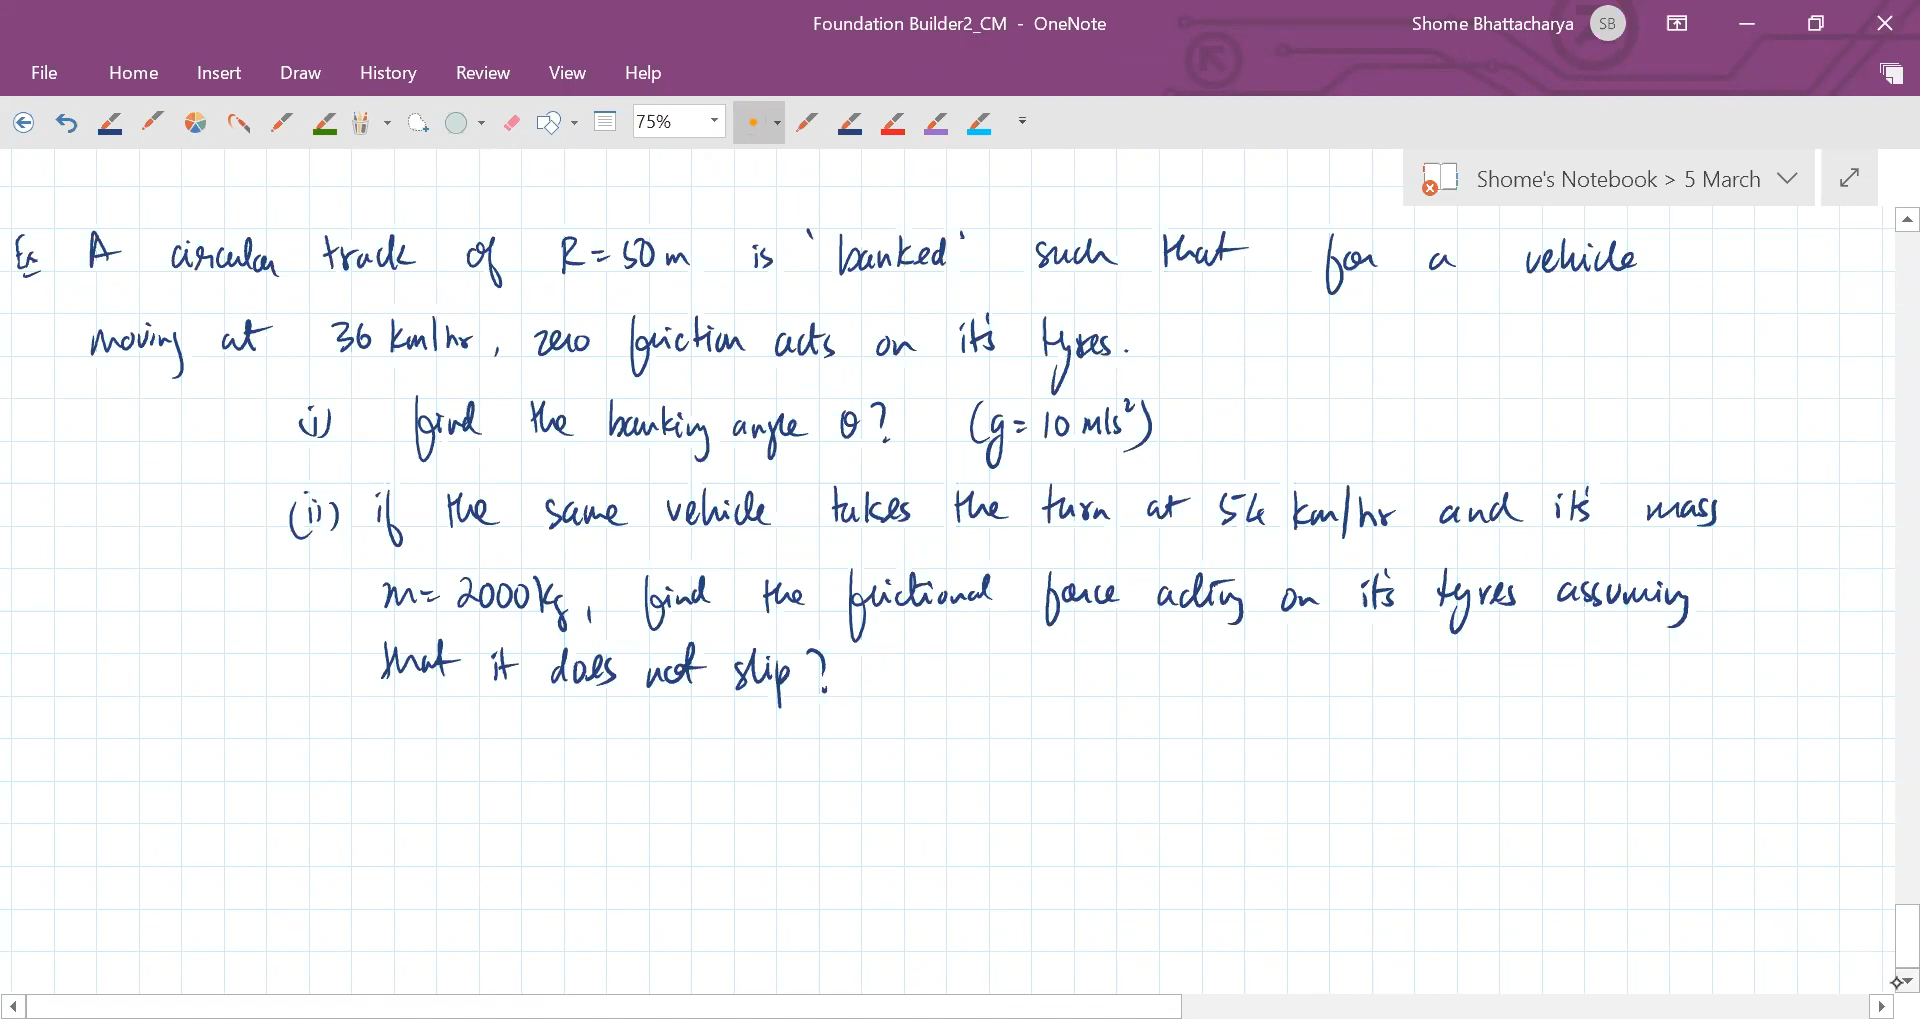 Foundation Builder2_CM - OneNote
Shome Bhattacharya SB
File Home Insert Draw History Review View Help
75%
Shome's Notebook > 5 March
Ex A circular track of R = 50 m is 'banked' such that for a vehicle
moving at 36 km/hr, zero friction acts on it's tyres.
(i) find the banking angle θ? (g = 10 m/s²)
(ii) if the same vehicle takes the turn at 54 km/hr and it's mass
m = 2000 kg, find the frictional force acting on it's tyres assuming
that it does not slip?